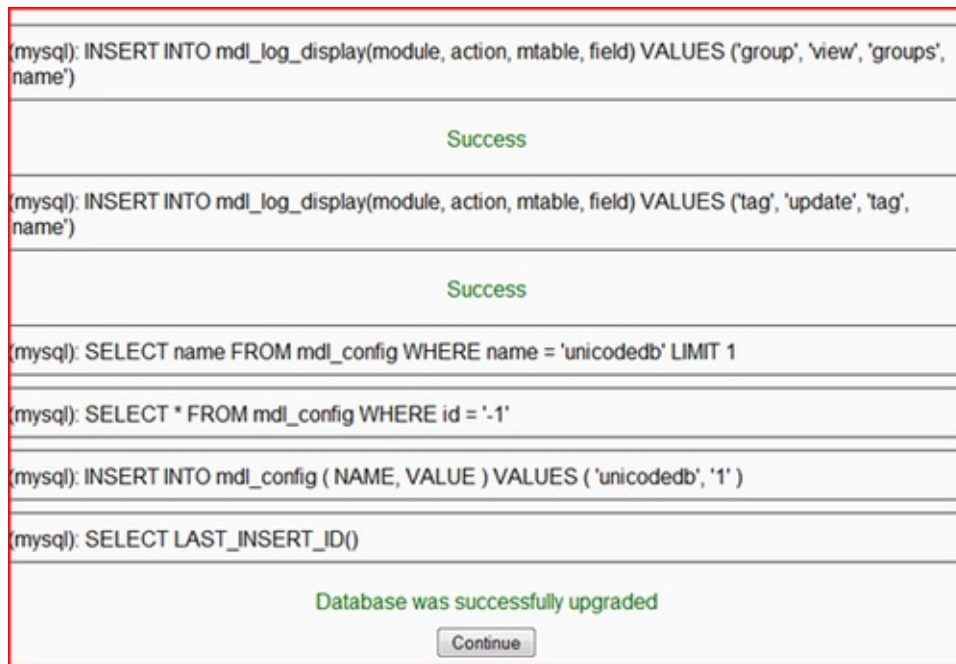 (mysql): INSERT INTO mdl_log_display(module, action, mtable, field) VALUES ('group', 'view', 'groups',
name')
Success
(mysql): INSERT INTO mdl_log_display(module, action, mtable, field) VALUES ('tag', 'update', 'tag',
name')
Success
(mysql): SELECT name FROM mdl_config WHERE name = 'unicodedb' LIMIT 1
(mysql): SELECT * FROM mdl_config WHERE id = '-1'
(mysql): INSERT INTO mdl_config ( NAME, VALUE ) VALUES ( 'unicodedb', '1' )
(mysql): SELECT LAST_INSERT_ID()
Database was successfully upgraded
Continue